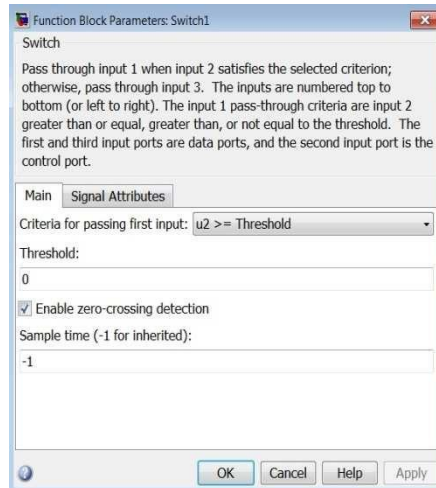 Function Block Parameters: Switch1
Switch
Pass through input 1 when input 2 satisfies the selected criterion;
otherwise, pass through input 3. The inputs are numbered top to
bottom (or left to right). The input 1 pass-through criteria are input 2
greater than or equal, greater than, or not equal to the threshold. The
first and third input ports are data ports, and the second input port is the
control port.
Main Signal Attributes
Criteria for passing first input: u2 >= Threshold
Threshold:
0
Enable zero-crossing detection
Sample time (-1 for inherited):
-1
OK Cancel Help Apply